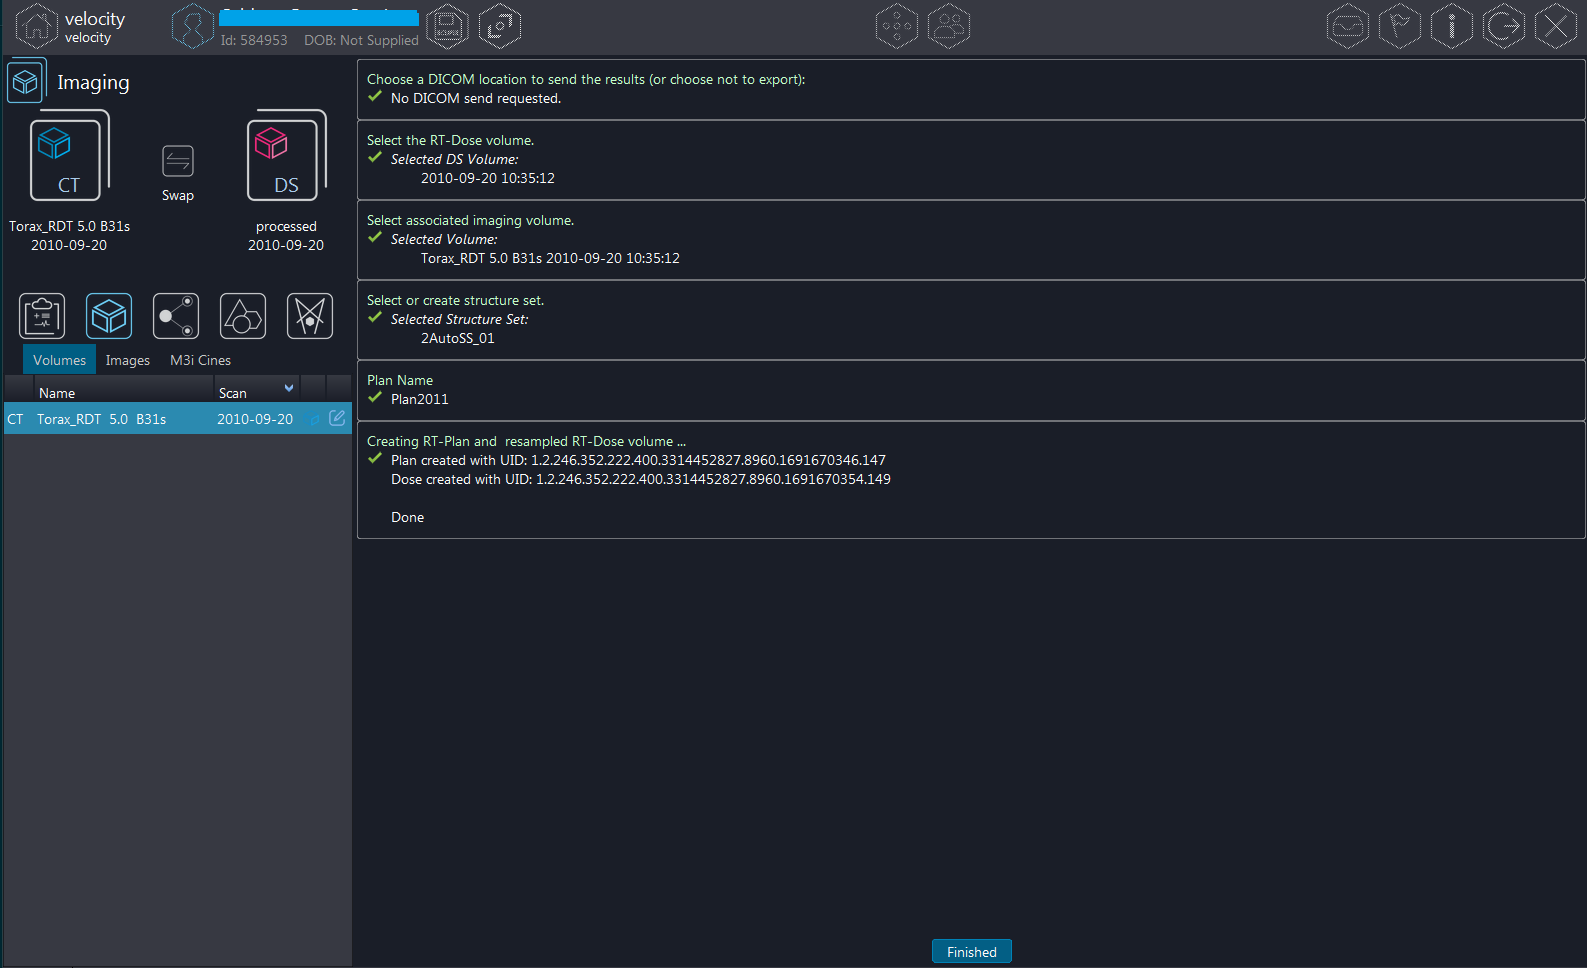 velocity
velocity
Id: 584953 DOB: Not Supplied
Imaging
CT
Swap
DS
Torax_RDT 5.0 B31s
2010-09-20
processed
2010-09-20
Volumes Images M3i Cines
Name Scan
CT Torax_RDT 5.0 B31s 2010-09-20
Choose a DICOM location to send the results (or choose not to export):
No DICOM send requested.
Select the RT-Dose volume.
Selected DS Volume:
2010-09-20 10:35:12
Select associated imaging volume.
Selected Volume:
Torax_RDT 5.0 B31s 2010-09-20 10:35:12
Select or create structure set.
Selected Structure Set:
2AutoSS_01
Plan Name
Plan2011
Creating RT-Plan and resampled RT-Dose volume ...
Plan created with UID: 1.2.246.352.222.400.3314452827.8960.1691670346.147
Dose created with UID: 1.2.246.352.222.400.3314452827.8960.1691670354.149
Done
Finished